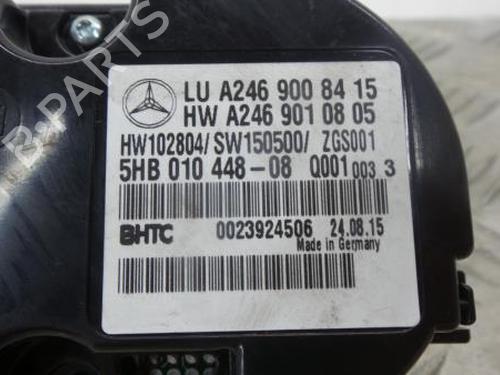 LU A246 900 84 15
HW A246 901 08 05
HW102804/SW150500/ ZGS001
5HB 010 448-08 Q001 003 3
BHTC 0023924506 24.08.15
Made in Germany
B-PARTS